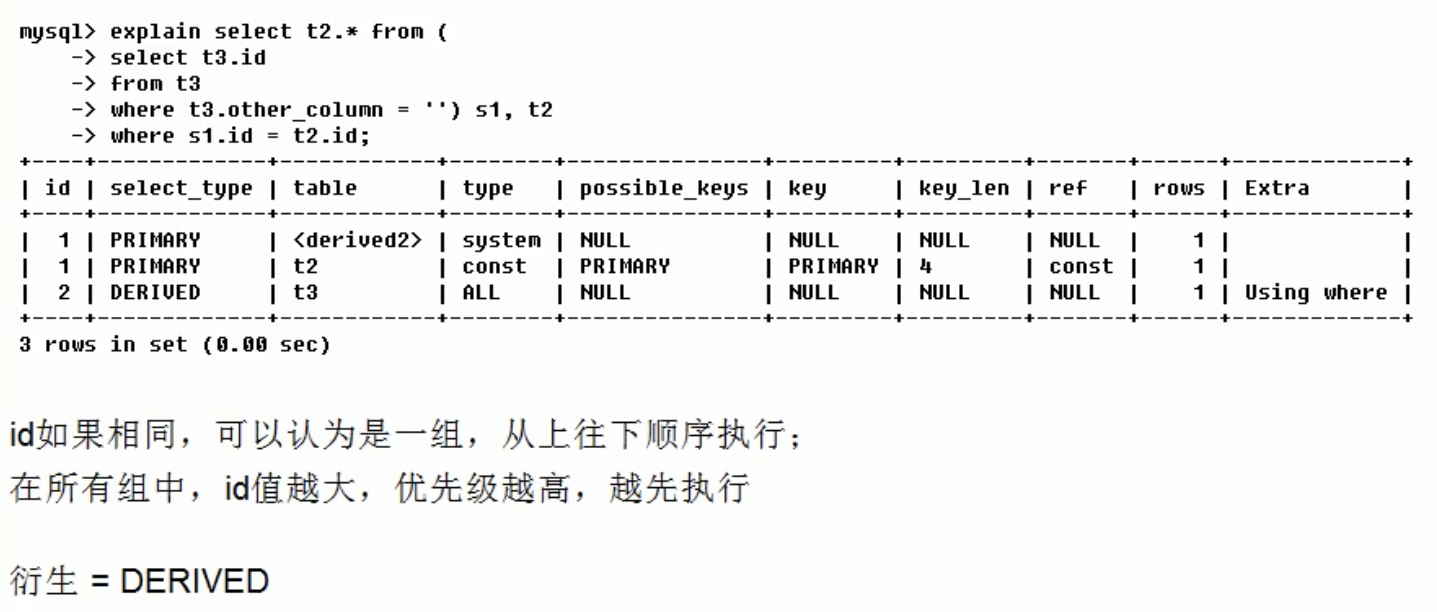 mysql> explain select t2.* from (
    -> select t3.id
    -> from t3
    -> where t3.other_column = '') s1, t2
    -> where s1.id = t2.id;
+----+-------------+------------+--------+---------------+---------+---------+-------+------+-------------+
| id | select_type | table      | type   | possible_keys | key     | key_len | ref   | rows | Extra       |
+----+-------------+------------+--------+---------------+---------+---------+-------+------+-------------+
|  1 | PRIMARY     | <derived2> | system | NULL          | NULL    | NULL    | NULL  |    1 |             |
|  1 | PRIMARY     | t2         | const  | PRIMARY       | PRIMARY | 4       | const |    1 |             |
|  2 | DERIVED     | t3         | ALL    | NULL          | NULL    | NULL    | NULL  |    1 | Using where |
+----+-------------+------------+--------+---------------+---------+---------+-------+------+-------------+
3 rows in set (0.00 sec)
id如果相同，可以认为是一组，从上往下顺序执行；
在所有组中，id值越大，优先级越高，越先执行
衍生 = DERIVED